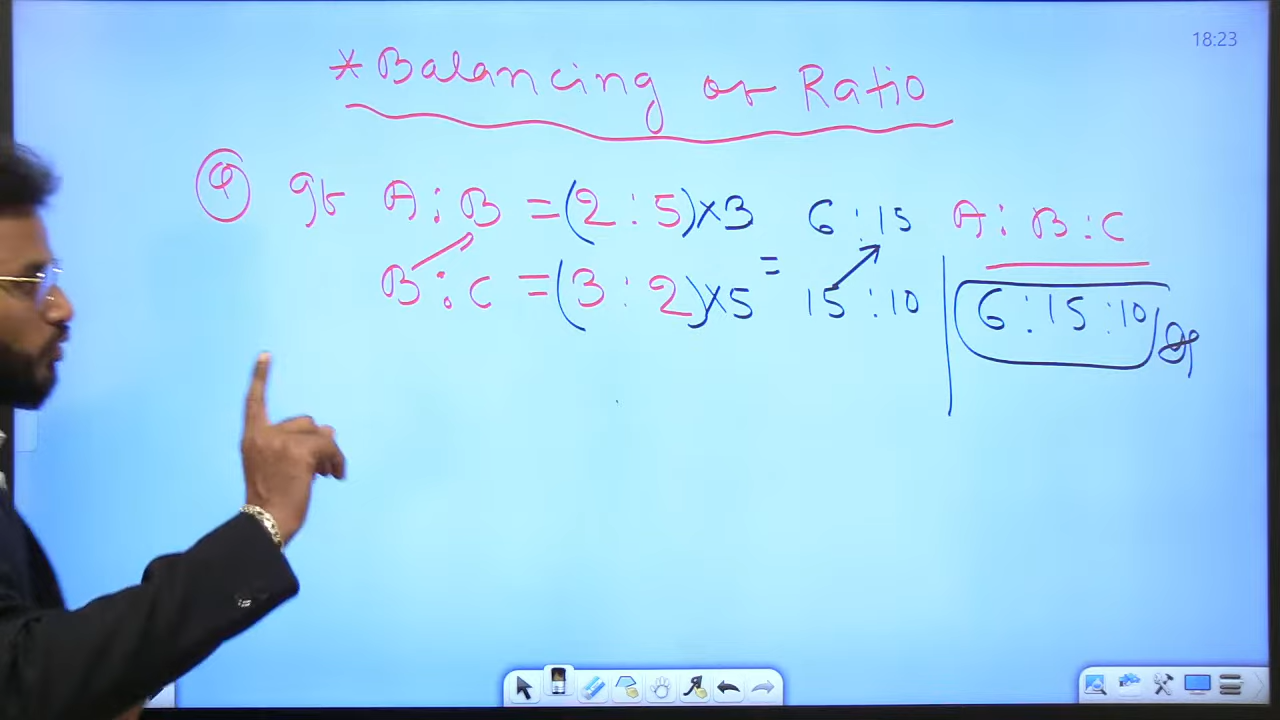 18:23
*Balancing of Ratio
Q If A:B = (2:5)×3 = 6:15 A:B:C
B:C = (3:2)×5 15:10 6:15:10